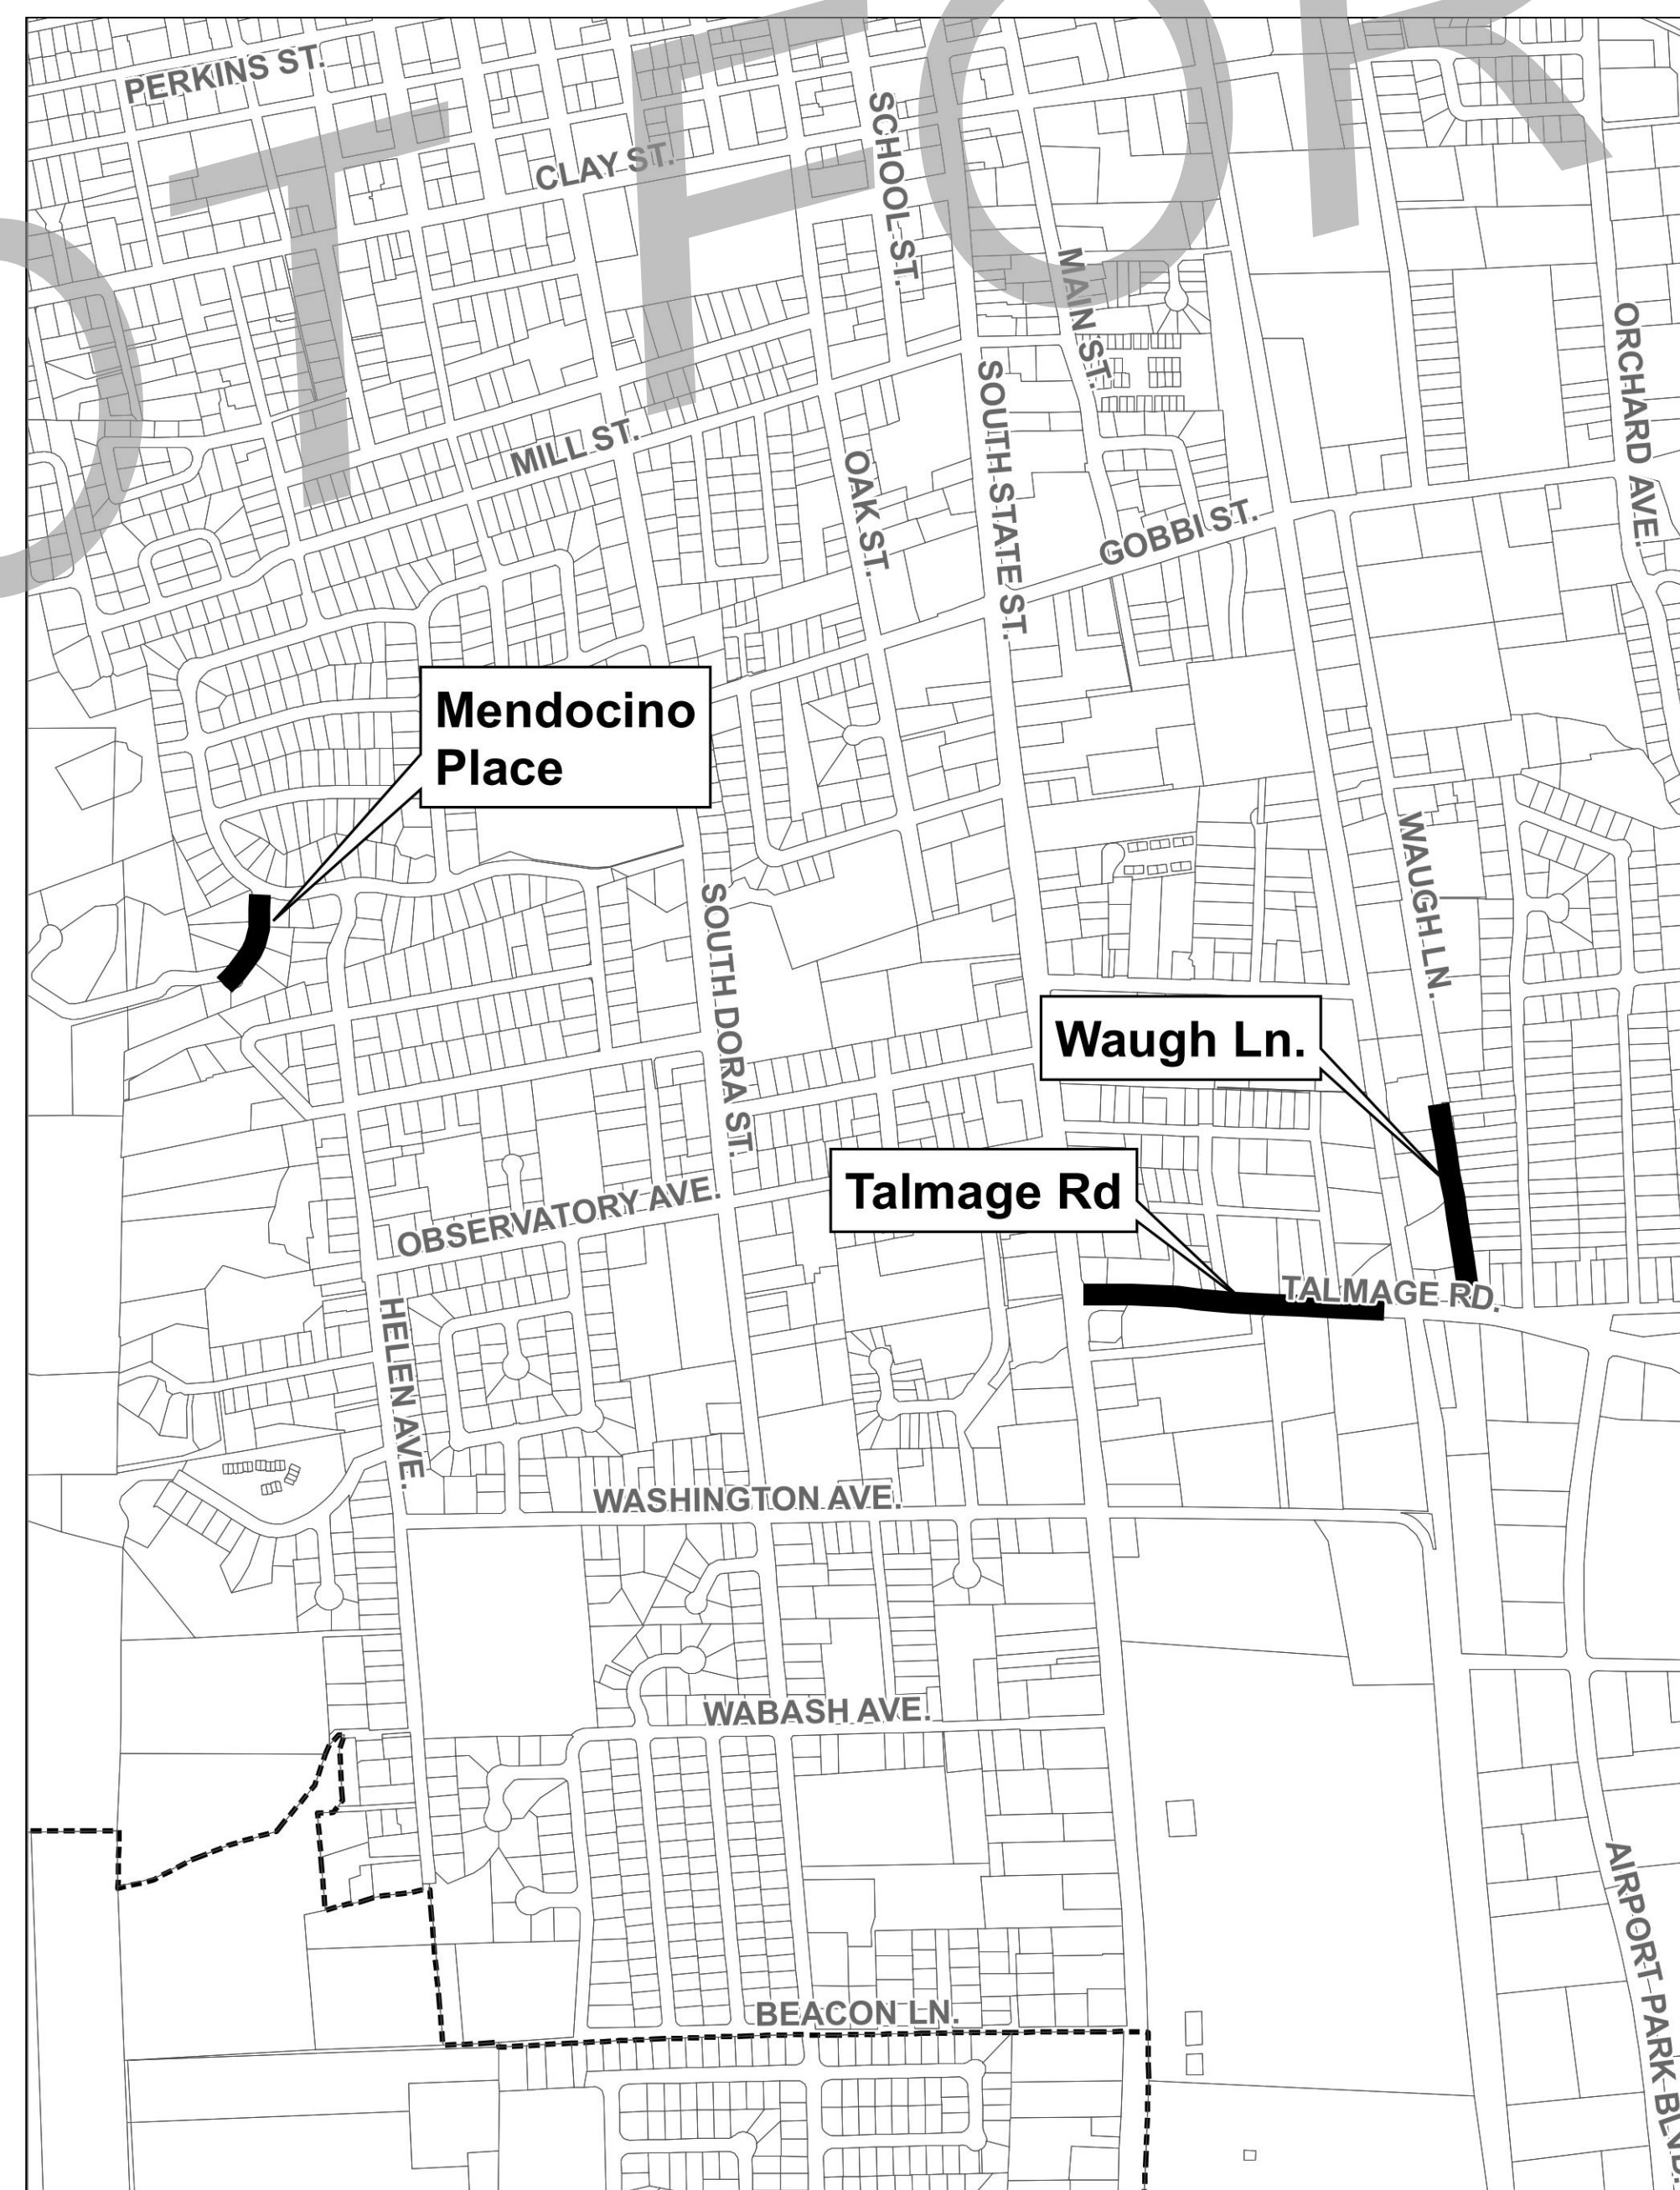 OT FOR
PERKINS ST.
CLAY ST.
SCHOOL ST.
MAIN ST.
ORCHARD AVE.
SOUTH STATE ST.
MILL ST.
OAK ST.
GOBBI ST.
Mendocino
Place
WAUGH LN.
SOUTH DORA ST.
Waugh Ln.
Talmage Rd
OBSERVATORY AVE.
TALMAGE RD.
HELEN AVE.
WASHINGTON AVE.
WABASH AVE.
AIRPORT PARK BLVD.
BEACON LN.